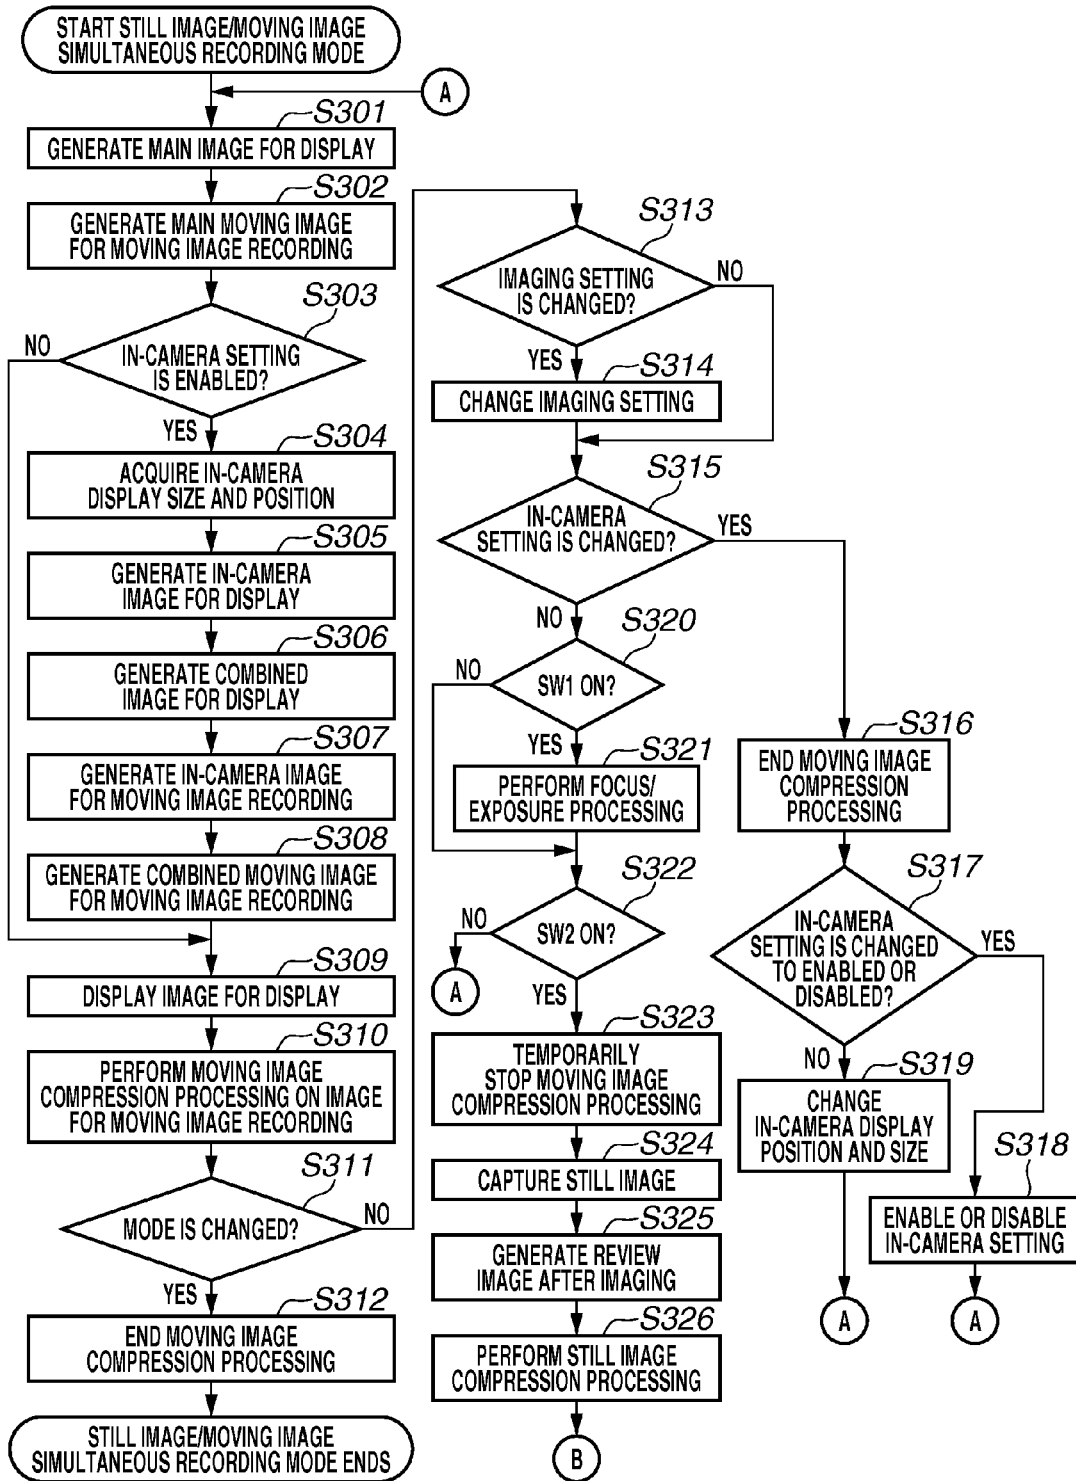 START STILL IMAGE/MOVING IMAGE
SIMULTANEOUS RECORDING MODE
A
S301
GENERATE MAIN IMAGE FOR DISPLAY
S302
GENERATE MAIN MOVING IMAGE
FOR MOVING IMAGE RECORDING
S303
NO
IN-CAMERA SETTING
IS ENABLED?
YES
S304
ACQUIRE IN-CAMERA
DISPLAY SIZE AND POSITION
S305
GENERATE IN-CAMERA
IMAGE FOR DISPLAY
S306
GENERATE COMBINED
IMAGE FOR DISPLAY
S307
GENERATE IN-CAMERA IMAGE
FOR MOVING IMAGE RECORDING
S308
GENERATE COMBINED MOVING IMAGE
FOR MOVING IMAGE RECORDING
S309
DISPLAY IMAGE FOR DISPLAY
S310
PERFORM MOVING IMAGE
COMPRESSION PROCESSING ON IMAGE
FOR MOVING IMAGE RECORDING
S311
MODE IS CHANGED?
NO
YES
S312
END MOVING IMAGE
COMPRESSION PROCESSING
STILL IMAGE/MOVING IMAGE
SIMULTANEOUS RECORDING MODE ENDS
S313
IMAGING SETTING
IS CHANGED?
NO
YES
S314
CHANGE IMAGING SETTING
S315
IN-CAMERA
SETTING IS CHANGED?
YES
NO
S320
NO
SW1 ON?
YES
S321
PERFORM FOCUS/
EXPOSURE PROCESSING
S322
NO
SW2 ON?
A
YES
S323
TEMPORARILY
STOP MOVING IMAGE
COMPRESSION PROCESSING
S324
CAPTURE STILL IMAGE
S325
GENERATE REVIEW
IMAGE AFTER IMAGING
S326
PERFORM STILL IMAGE
COMPRESSION PROCESSING
B
S316
END MOVING IMAGE
COMPRESSION
PROCESSING
S317
IN-CAMERA
SETTING IS CHANGED
TO ENABLED OR
DISABLED?
YES
NO
S319
CHANGE
IN-CAMERA DISPLAY
POSITION AND SIZE
A
S318
ENABLE OR DISABLE
IN-CAMERA SETTING
A